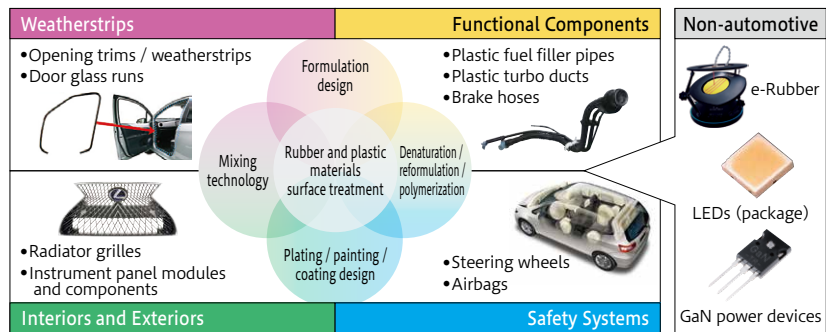 Weatherstrips
•Opening trims / weatherstrips
•Door glass runs
Functional Components
•Plastic fuel filler pipes
•Plastic turbo ducts
•Brake hoses
Formulation
design
Mixing
technology
Rubber and plastic
materials
surface treatment
Denaturation /
reformulation /
polymerization
Plating / painting /
coating design
•Radiator grilles
•Instrument panel modules
and components
Interiors and Exteriors
•Steering wheels
•Airbags
Safety Systems
Non-automotive
e-Rubber
LEDs (package)
GaN power devices